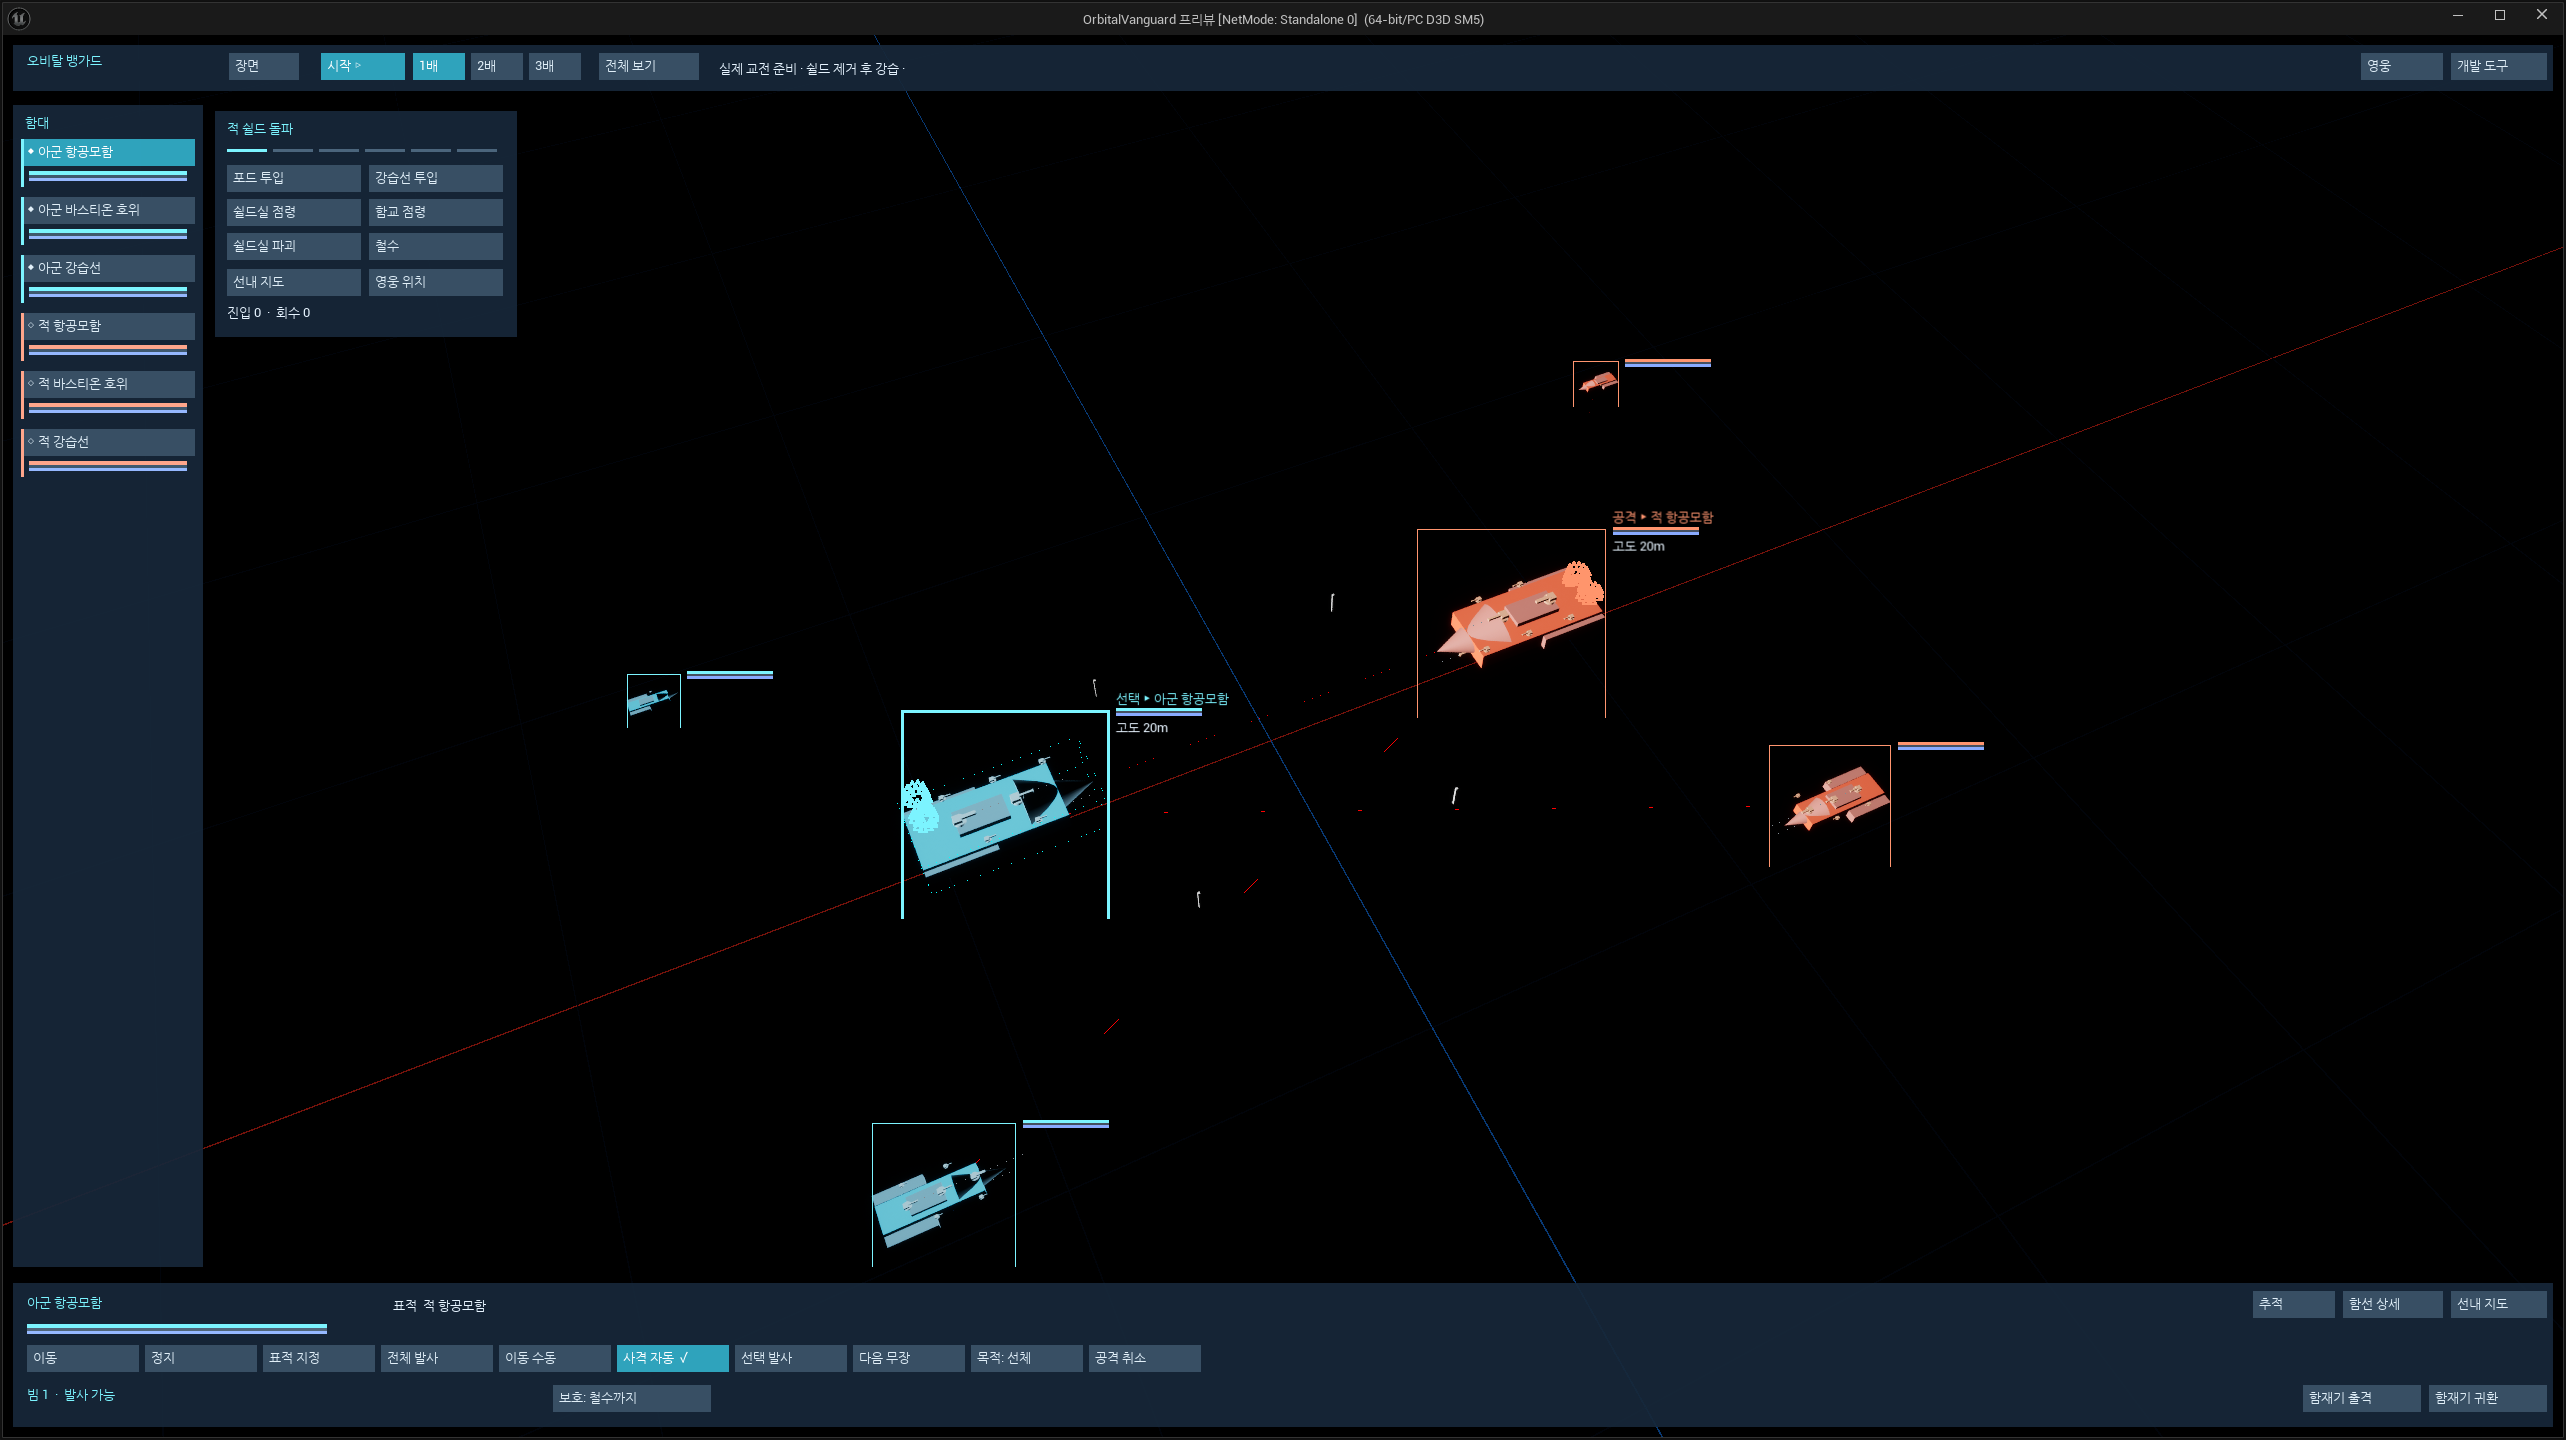 OrbitalVanguard 프리뷰 [NetMode: Standalone 0]  (64-bit/PC D3D SM5)
오비탈 뱅가드
장면
시작 ▷
1배
2배
3배
전체 보기
실제 교전 준비 · 쉴드 제거 후 강습 ·
영웅
개발 도구
함대
◆ 아군 항공모함
◆ 아군 바스티온 호위
◆ 아군 강습선
◇ 적 항공모함
◇ 적 바스티온 호위
◇ 적 강습선
적 쉴드 돌파
포드 투입
강습선 투입
쉴드실 점령
함교 점령
쉴드실 파괴
철수
선내 지도
영웅 위치
진입 0 · 회수 0
공격 ▶ 적 항공모함
고도 20m
선택 ▶ 아군 항공모함
고도 20m
아군 항공모함
표적  적 항공모함
추적
함선 상세
선내 지도
이동
정지
표적 지정
전체 발사
이동 수동
사격 자동 √
선택 발사
다음 무장
목적: 선체
공격 취소
빔 1 · 발사 가능
보호: 철수까지
함재기 출격
함재기 귀환